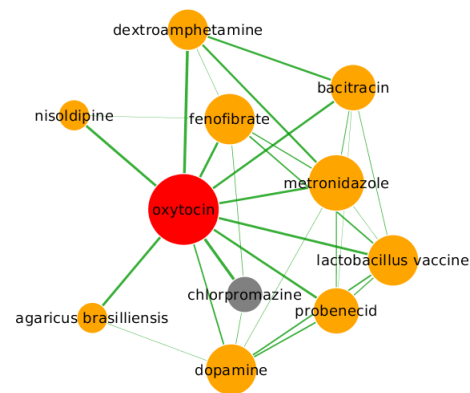 dextroamphetamine
bacitracin
nisoldipine
fenofibrate
metronidazole
oxytocin
lactobacillus vaccine
chlorpromazine
probenecid
agaricus brasilliensis
dopamine